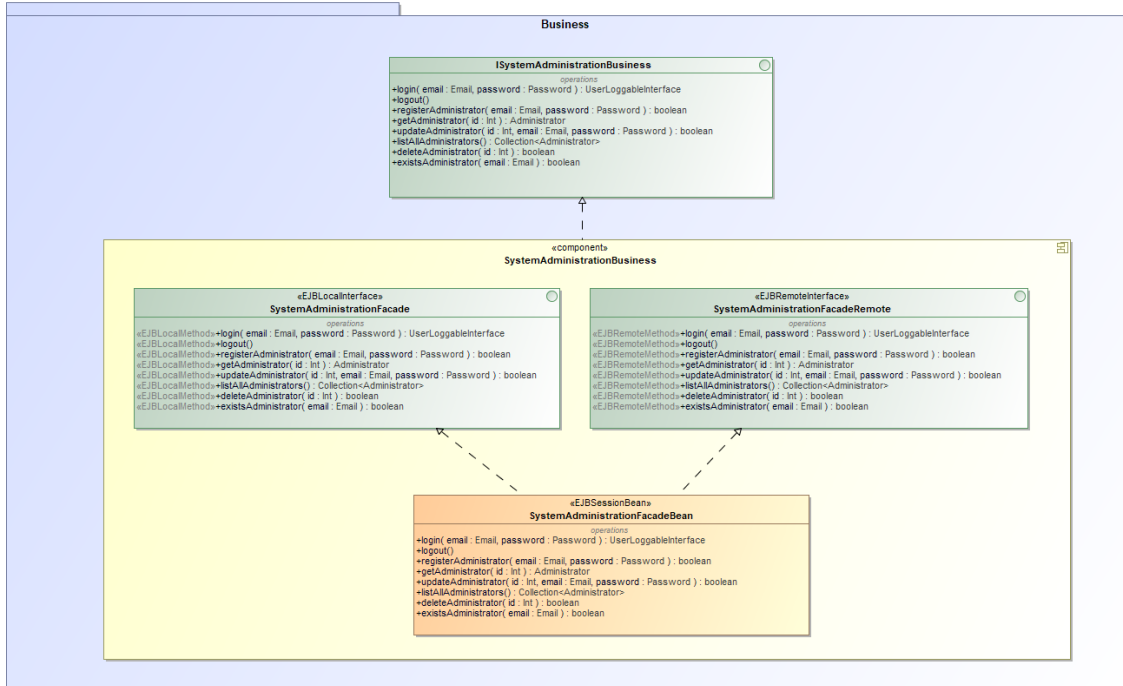 Business
ISystemAdministrationBusiness
operations
+login( email : Email, password : Password ) : UserLoggableInterface
+logout()
+registerAdministrator( email : Email, password : Password ) : boolean
+getAdministrator( id : Int ) : Administrator
+updateAdministrator( id : Int, email : Email, password : Password ) : boolean
+listAllAdministrators() : Collection<Administrator>
+deleteAdministrator( id : Int ) : boolean
+existsAdministrator( email : Email ) : boolean
«component»
SystemAdministrationBusiness
«EJBLocalInterface»
SystemAdministrationFacade
operations
«EJBLocalMethod»+login( email : Email, password : Password ) : UserLoggableInterface
«EJBLocalMethod»+logout()
«EJBLocalMethod»+registerAdministrator( email : Email, password : Password ) : boolean
«EJBLocalMethod»+getAdministrator( id : Int ) : Administrator
«EJBLocalMethod»+updateAdministrator( id : Int, email : Email, password : Password ) : boolean
«EJBLocalMethod»+listAllAdministrators() : Collection<Administrator>
«EJBLocalMethod»+deleteAdministrator( id : Int ) : boolean
«EJBLocalMethod»+existsAdministrator( email : Email ) : boolean
«EJBRemoteInterface»
SystemAdministrationFacadeRemote
operations
«EJBRemoteMethod»+login( email : Email, password : Password ) : UserLoggableInterface
«EJBRemoteMethod»+logout()
«EJBRemoteMethod»+registerAdministrator( email : Email, password : Password ) : boolean
«EJBRemoteMethod»+getAdministrator( id : Int ) : Administrator
«EJBRemoteMethod»+updateAdministrator( id : Int, email : Email, password : Password ) : boolean
«EJBRemoteMethod»+listAllAdministrators() : Collection<Administrator>
«EJBRemoteMethod»+deleteAdministrator( id : Int ) : boolean
«EJBRemoteMethod»+existsAdministrator( email : Email ) : boolean
«EJBSessionBean»
SystemAdministrationFacadeBean
operations
+login( email : Email, password : Password ) : UserLoggableInterface
+logout()
+registerAdministrator( email : Email, password : Password ) : boolean
+getAdministrator( id : Int ) : Administrator
+updateAdministrator( id : Int, email : Email, password : Password ) : boolean
+listAllAdministrators() : Collection<Administrator>
+deleteAdministrator( id : Int ) : boolean
+existsAdministrator( email : Email ) : boolean